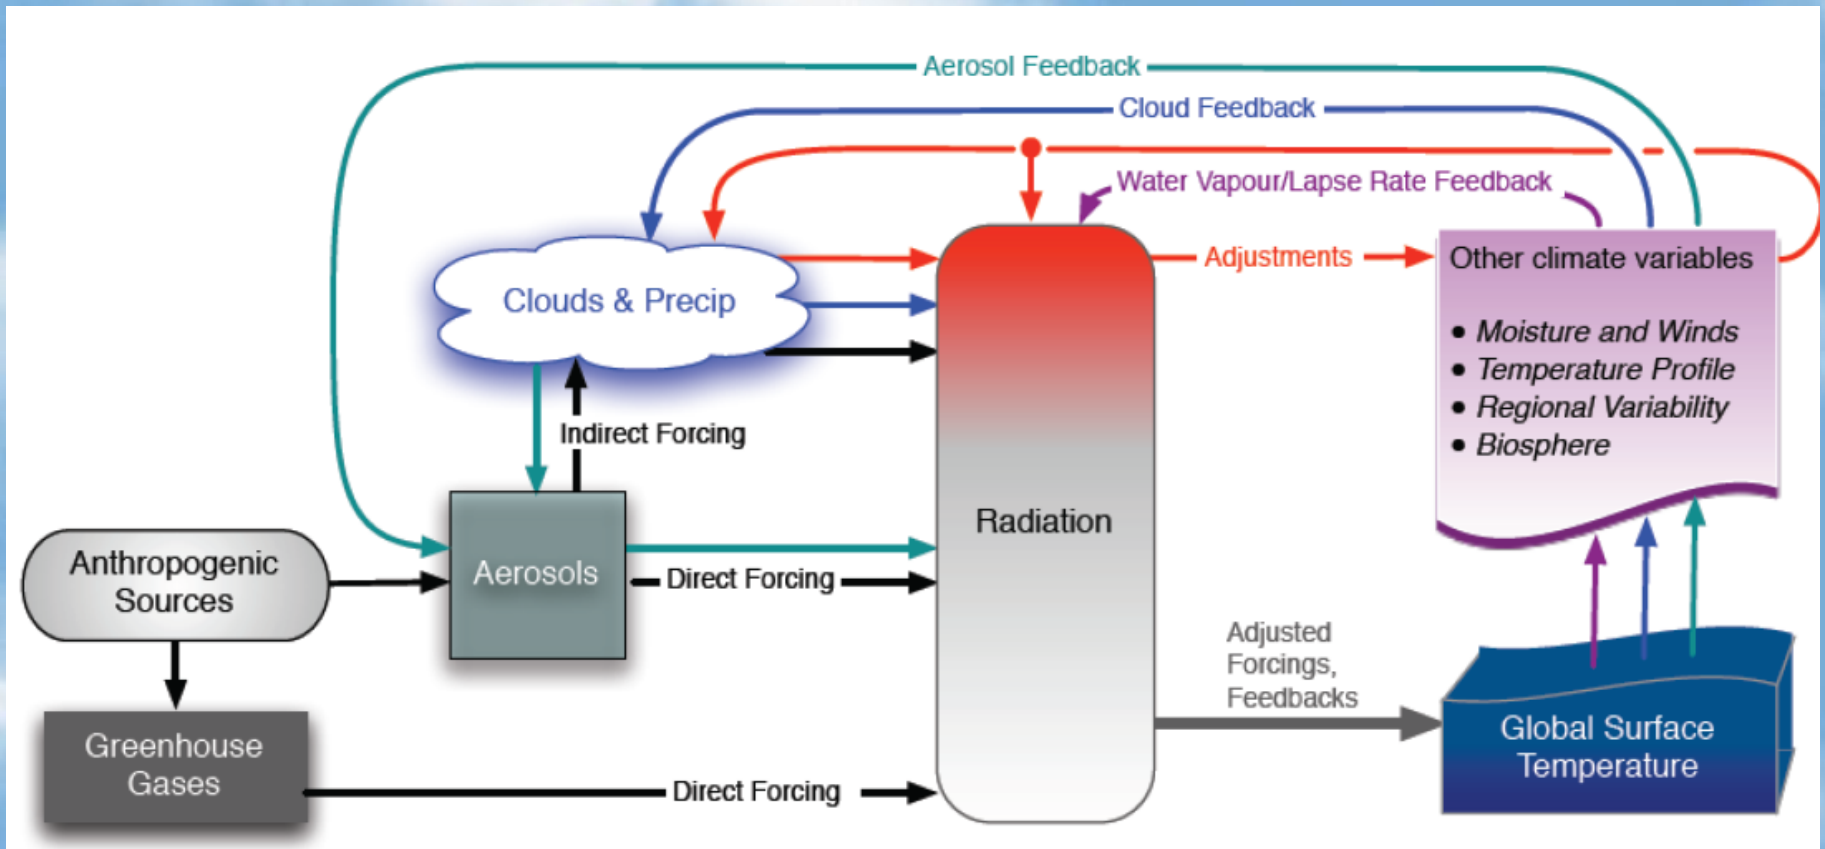 Aerosol Feedback
Cloud Feedback
Water Vapour/Lapse Rate Feedback
Adjustments
Other climate variables
• Moisture and Winds
• Temperature Profile
• Regional Variability
• Biosphere
Clouds & Precip
Indirect Forcing
Radiation
Anthropogenic
Sources
Aerosols
Direct Forcing
Adjusted
Forcings,
Feedbacks
Greenhouse
Gases
Direct Forcing
Global Surface
Temperature